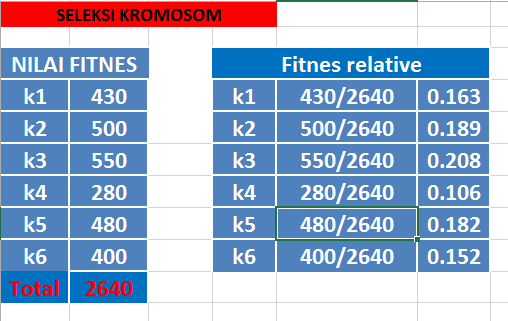 SELEKSI KROMOSOM
NILAI FITNES
k1 430
k2 500
k3 550
k4 280
k5 480
k6 400
Total 2640
Fitnes relative
k1 430/2640 0.163
k2 500/2640 0.189
k3 550/2640 0.208
k4 280/2640 0.106
k5 480/2640 0.182
k6 400/2640 0.152